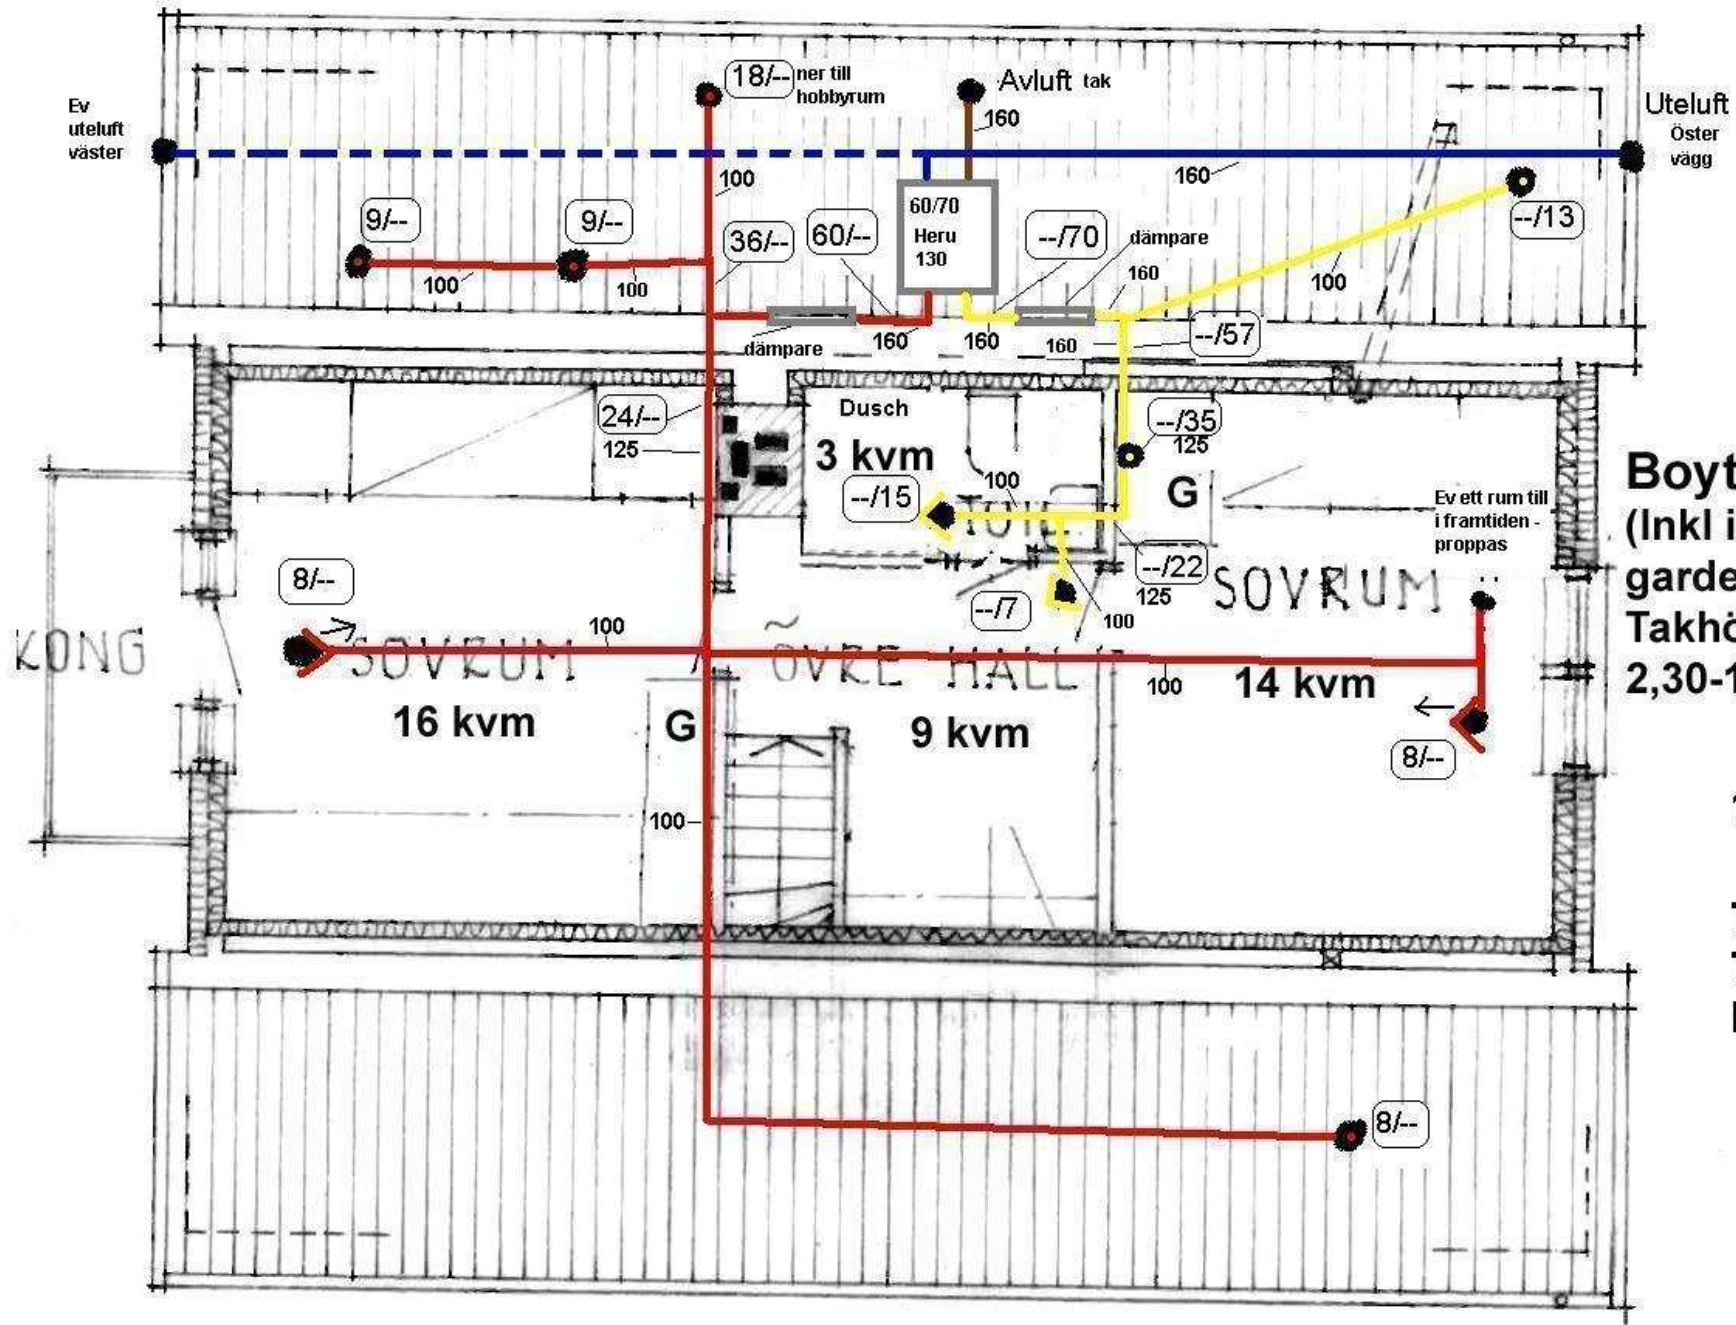 18/-- ner till
hobbyrum
Avluft tak
Ev
uteluft
väster
Uteluft
Öster
vägg
160
100
160
60/70
Heru
130
9/--
9/--
36/--
60/--
--/70
dämpare
--/13
100
100
160
100
dämpare
160
160
160
--/57
24/--
125
Dusch
3 kvm
--/35
125
--/15
100
G
Ev ett rum till
i framtiden -
proppas
Boyt
(Inkl i
garde
Takhö
2,30-1
8/--
--/22
125
--/7
100
SOVRUM
KONG
SOVRUM
100
ÖVRE HALL
100
14 kvm
16 kvm
G
9 kvm
8/--
100
8/--